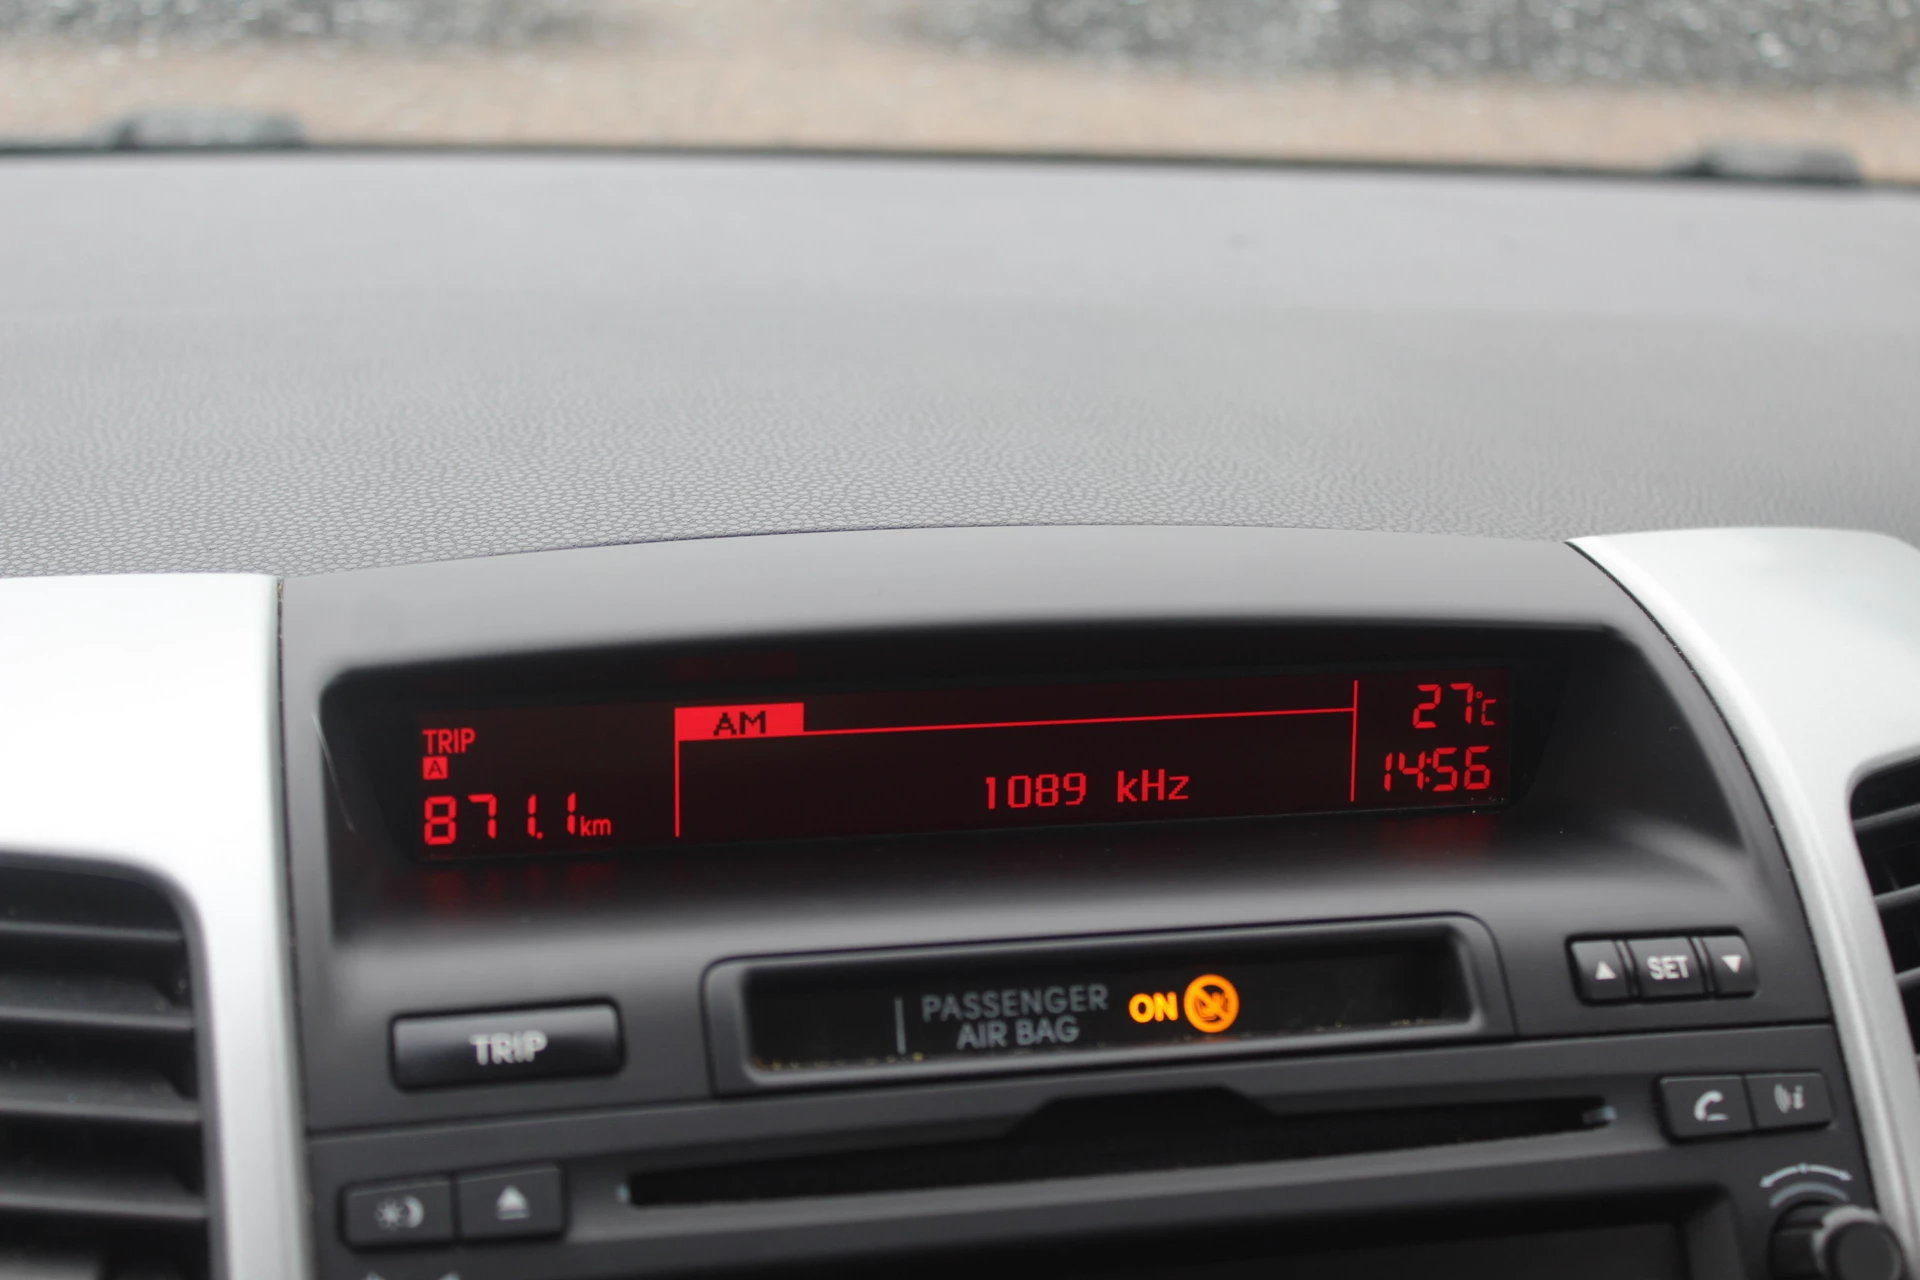 TRIP
A
871.1 km
AM
1089 kHz
27°C
14:56
PASSENGER
AIR BAG
ON
SET
TRIP
i